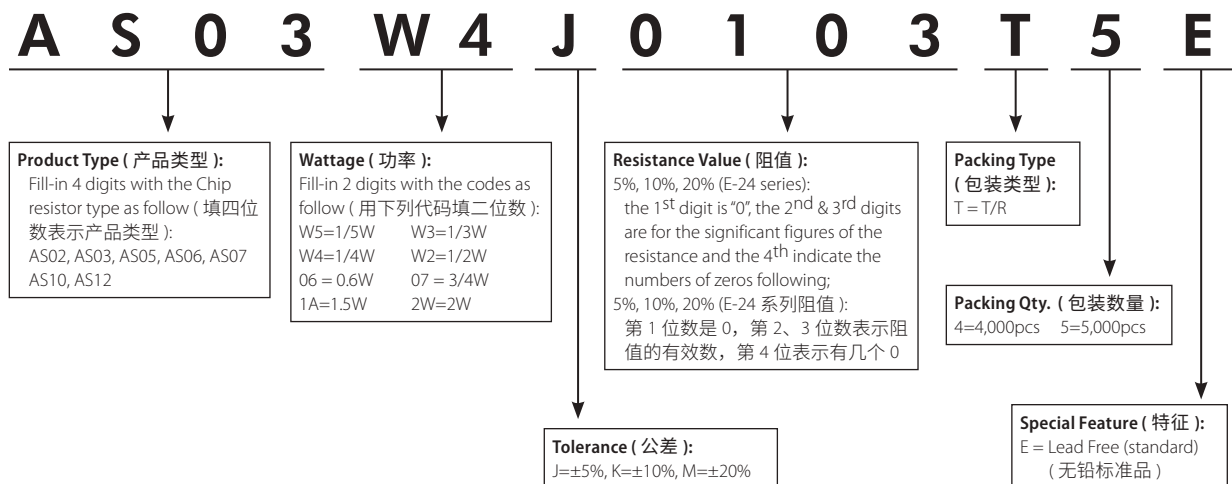 A S 0 3 W 4 J 0 1 0 3 T 5 E
Product Type ( 产品类型 ):
Fill-in 4 digits with the Chip
resistor type as follow ( 填四位
数表示产品类型 ):
AS02, AS03, AS05, AS06, AS07
AS10, AS12
Wattage ( 功率 ):
Fill-in 2 digits with the codes as
follow ( 用下列代码填二位数 ):
W5=1/5W W3=1/3W
W4=1/4W W2=1/2W
06 = 0.6W 07 = 3/4W
1A=1.5W 2W=2W
Resistance Value ( 阻值 ):
5%, 10%, 20% (E-24 series):
the 1st digit is “0”, the 2nd & 3rd digits
are for the significant figures of the
resistance and the 4th indicate the
numbers of zeros following;
5%, 10%, 20% (E-24 系列阻值 ):
第 1 位数是 0，第 2、3 位数表示阻
值的有效数，第 4 位表示有几个 0
Packing Type
( 包装类型 ):
T = T/R
Packing Qty. ( 包装数量 ):
4=4,000pcs 5=5,000pcs
Tolerance ( 公差 ):
J=±5%, K=±10%, M=±20%
Special Feature ( 特征 ):
E = Lead Free (standard)
( 无铅标准品 )